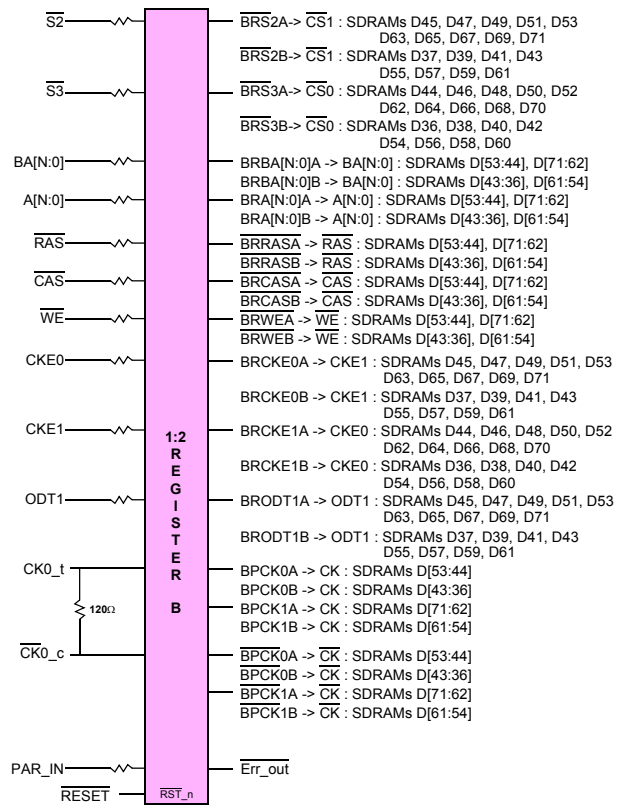 S2
BRS2A-> CS1 : SDRAMs D45, D47, D49, D51, D53
D63, D65, D67, D69, D71
BRS2B-> CS1 : SDRAMs D37, D39, D41, D43
D55, D57, D59, D61
S3
BRS3A-> CS0 : SDRAMs D44, D46, D48, D50, D52
D62, D64, D66, D68, D70
BRS3B-> CS0 : SDRAMs D36, D38, D40, D42
D54, D56, D58, D60
BA[N:0]
BRBA[N:0]A -> BA[N:0] : SDRAMs D[53:44], D[71:62]
BRBA[N:0]B -> BA[N:0] : SDRAMs D[43:36], D[61:54]
A[N:0]
BRA[N:0]A -> A[N:0] : SDRAMs D[53:44], D[71:62]
BRA[N:0]B -> A[N:0] : SDRAMs D[43:36], D[61:54]
RAS
BRRASA -> RAS : SDRAMs D[53:44], D[71:62]
BRRASB -> RAS : SDRAMs D[43:36], D[61:54]
CAS
BRCASA -> CAS : SDRAMs D[53:44], D[71:62]
BRCASB -> CAS : SDRAMs D[43:36], D[61:54]
WE
BRWEA -> WE : SDRAMs D[53:44], D[71:62]
BRWEB -> WE : SDRAMs D[43:36], D[61:54]
CKE0
BRCKE0A -> CKE1 : SDRAMs D45, D47, D49, D51, D53
D63, D65, D67, D69, D71
BRCKE0B -> CKE1 : SDRAMs D37, D39, D41, D43
D55, D57, D59, D61
CKE1
BRCKE1A -> CKE0 : SDRAMs D44, D46, D48, D50, D52
D62, D64, D66, D68, D70
BRCKE1B -> CKE0 : SDRAMs D36, D38, D40, D42
D54, D56, D58, D60
1:2
R
E
G
I
S
T
E
R
B
ODT1
BRODT1A -> ODT1 : SDRAMs D45, D47, D49, D51, D53
D63, D65, D67, D69, D71
BRODT1B -> ODT1 : SDRAMs D37, D39, D41, D43
D55, D57, D59, D61
CK0_t
BPCK0A -> CK : SDRAMs D[53:44]
BPCK0B -> CK : SDRAMs D[43:36]
120Ω
BPCK1A -> CK : SDRAMs D[71:62]
BPCK1B -> CK : SDRAMs D[61:54]
CK0_c
BPCK0A -> CK : SDRAMs D[53:44]
BPCK0B -> CK : SDRAMs D[43:36]
BPCK1A -> CK : SDRAMs D[71:62]
BPCK1B -> CK : SDRAMs D[61:54]
PAR_IN
Err_out
RESET
RST_n